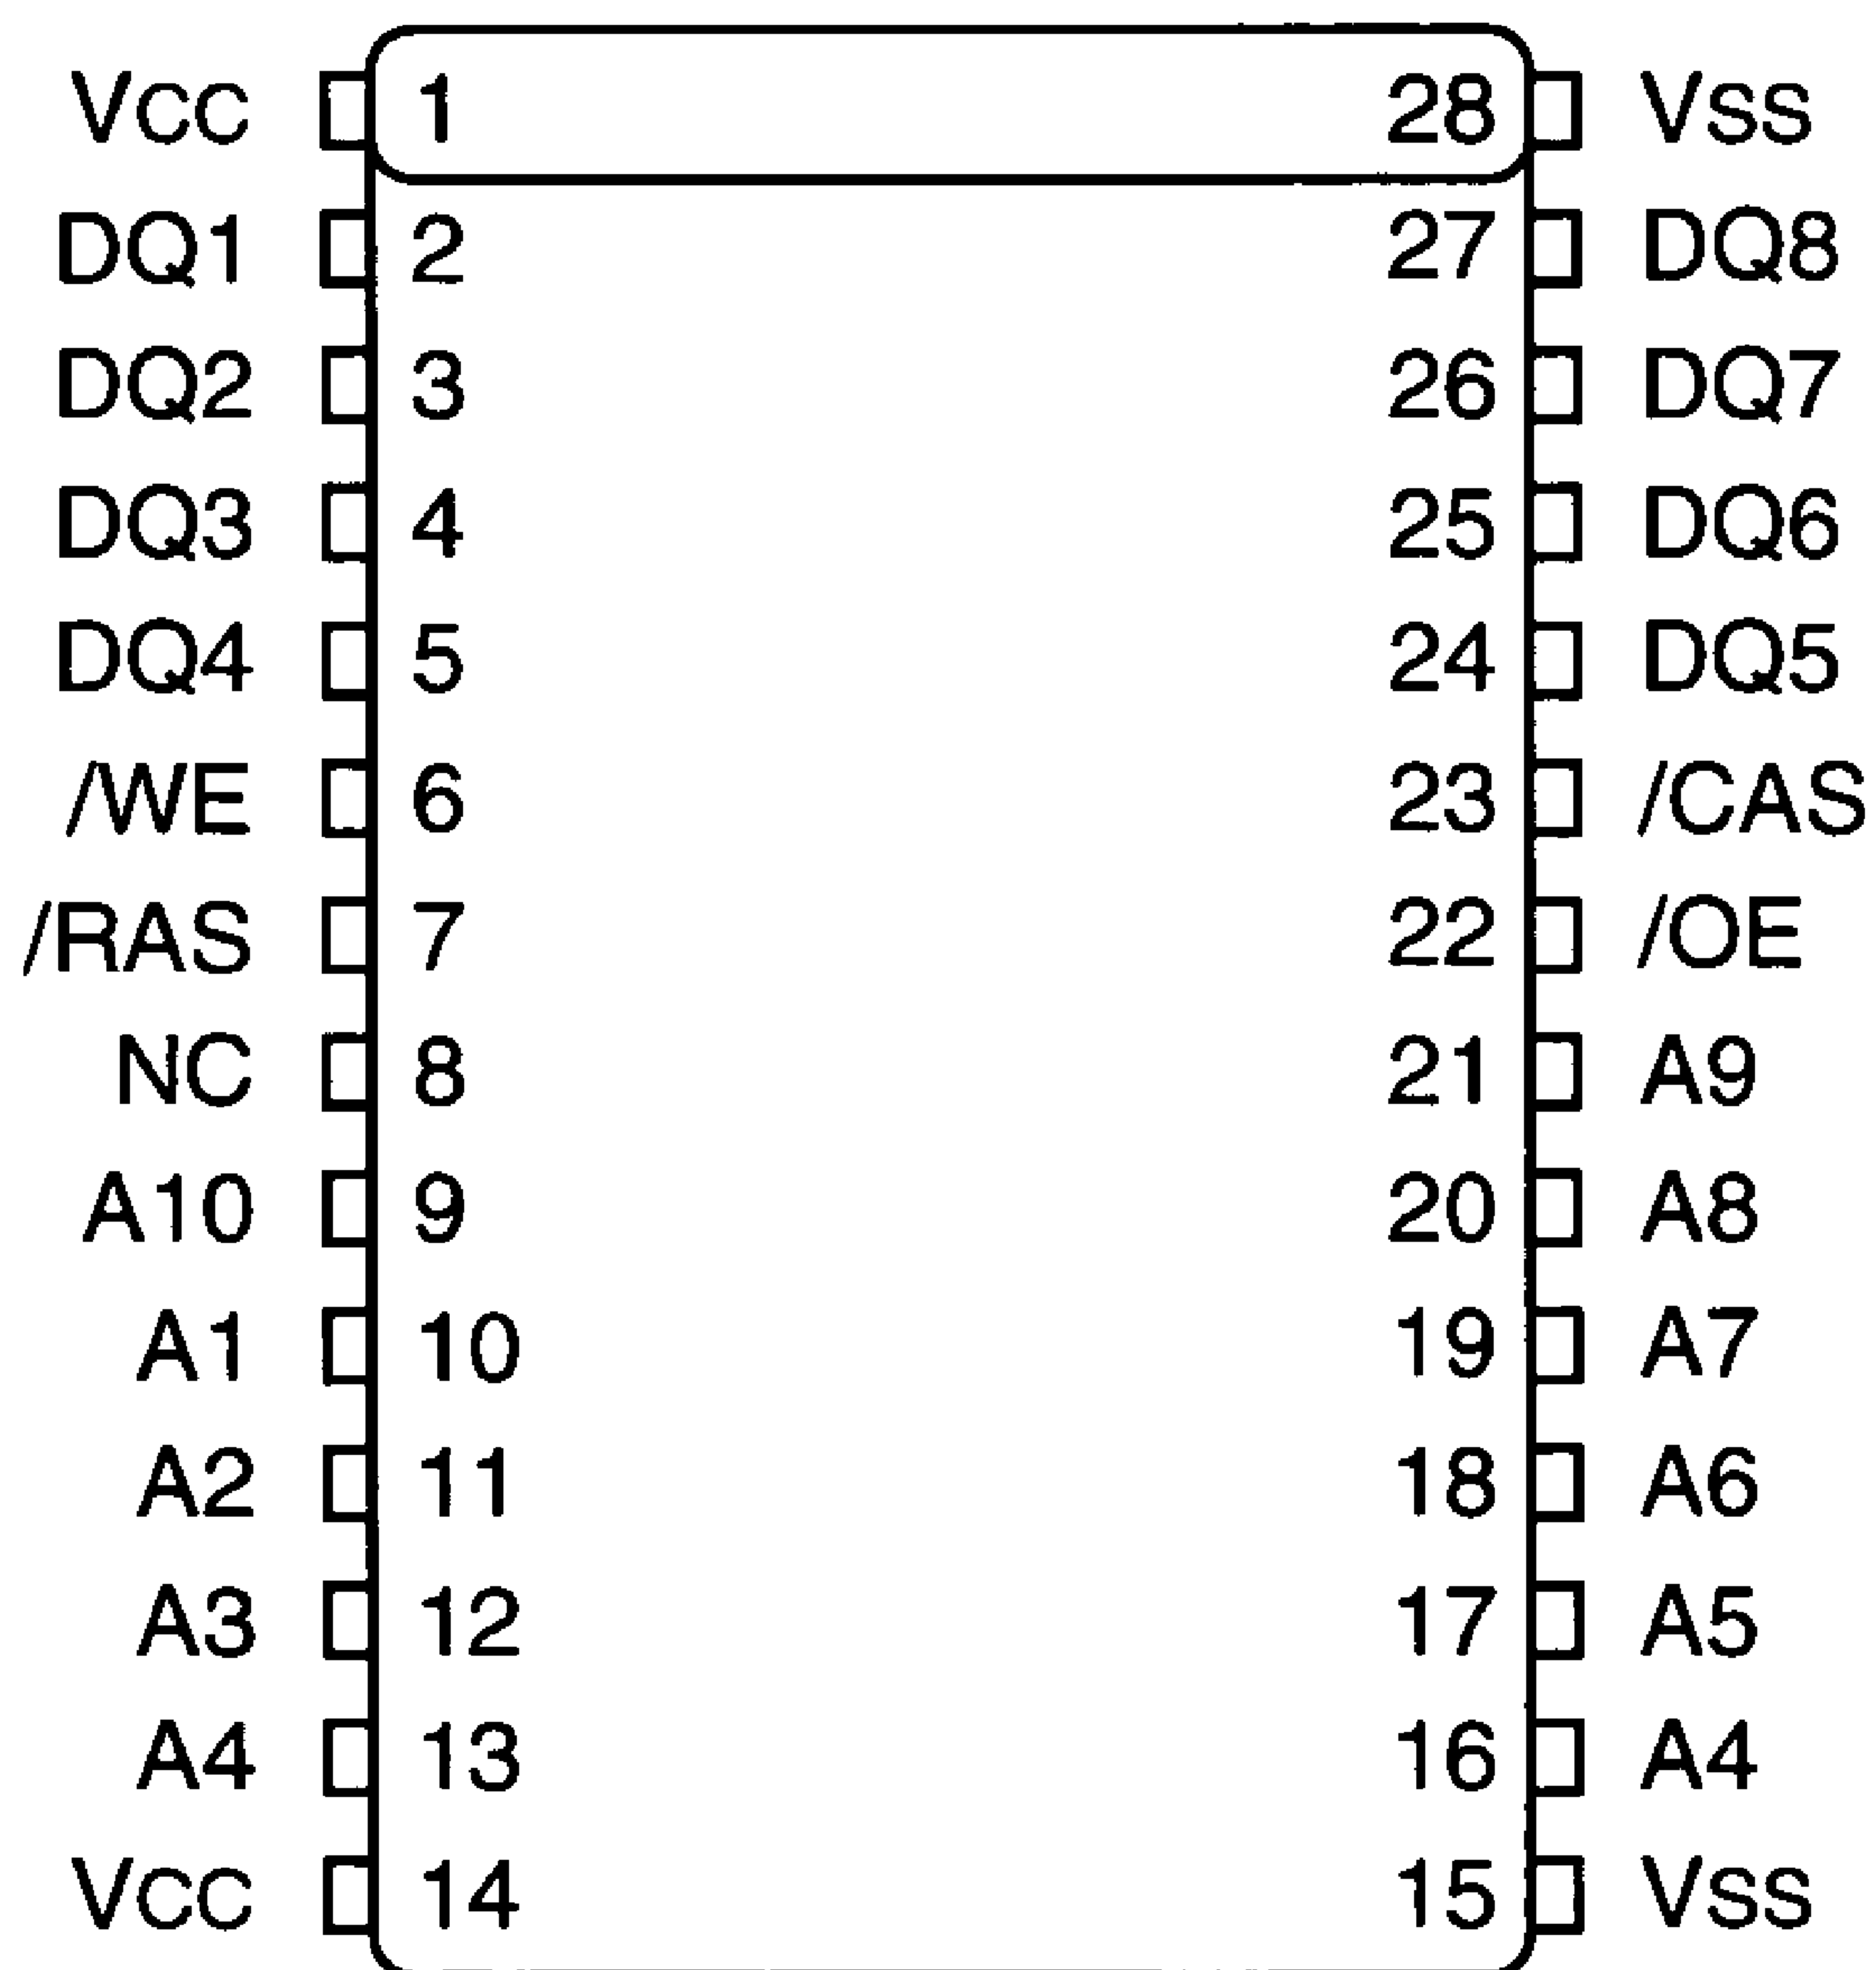 VCC 1 28 VSS
DQ1 2 27 DQ8
DQ2 3 26 DQ7
DQ3 4 25 DQ6
DQ4 5 24 DQ5
/WE 6 23 /CAS
/RAS 7 22 /OE
NC 8 21 A9
A10 9 20 A8
A1 10 19 A7
A2 11 18 A6
A3 12 17 A5
A4 13 16 A4
VCC 14 15 VSS